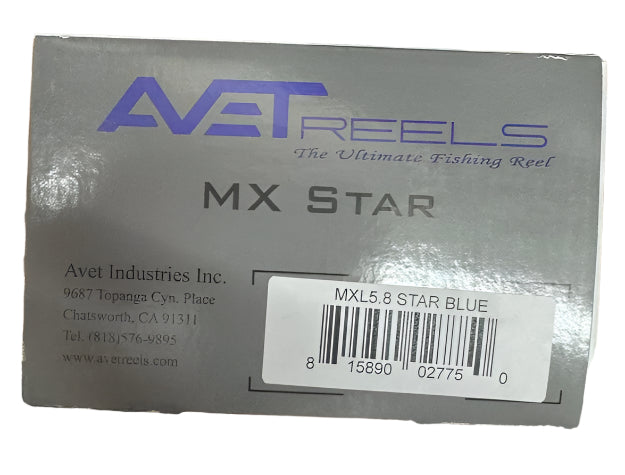 AVET REELS
The Ultimate Fishing Reel
MX STAR
Avet Industries Inc.
9687 Topanga Cyn. Place
Chatsworth, CA 91311
Tel. (818)576-9895
www.avetreels.com
MXL5.8 STAR BLUE
8 15890 02775 0